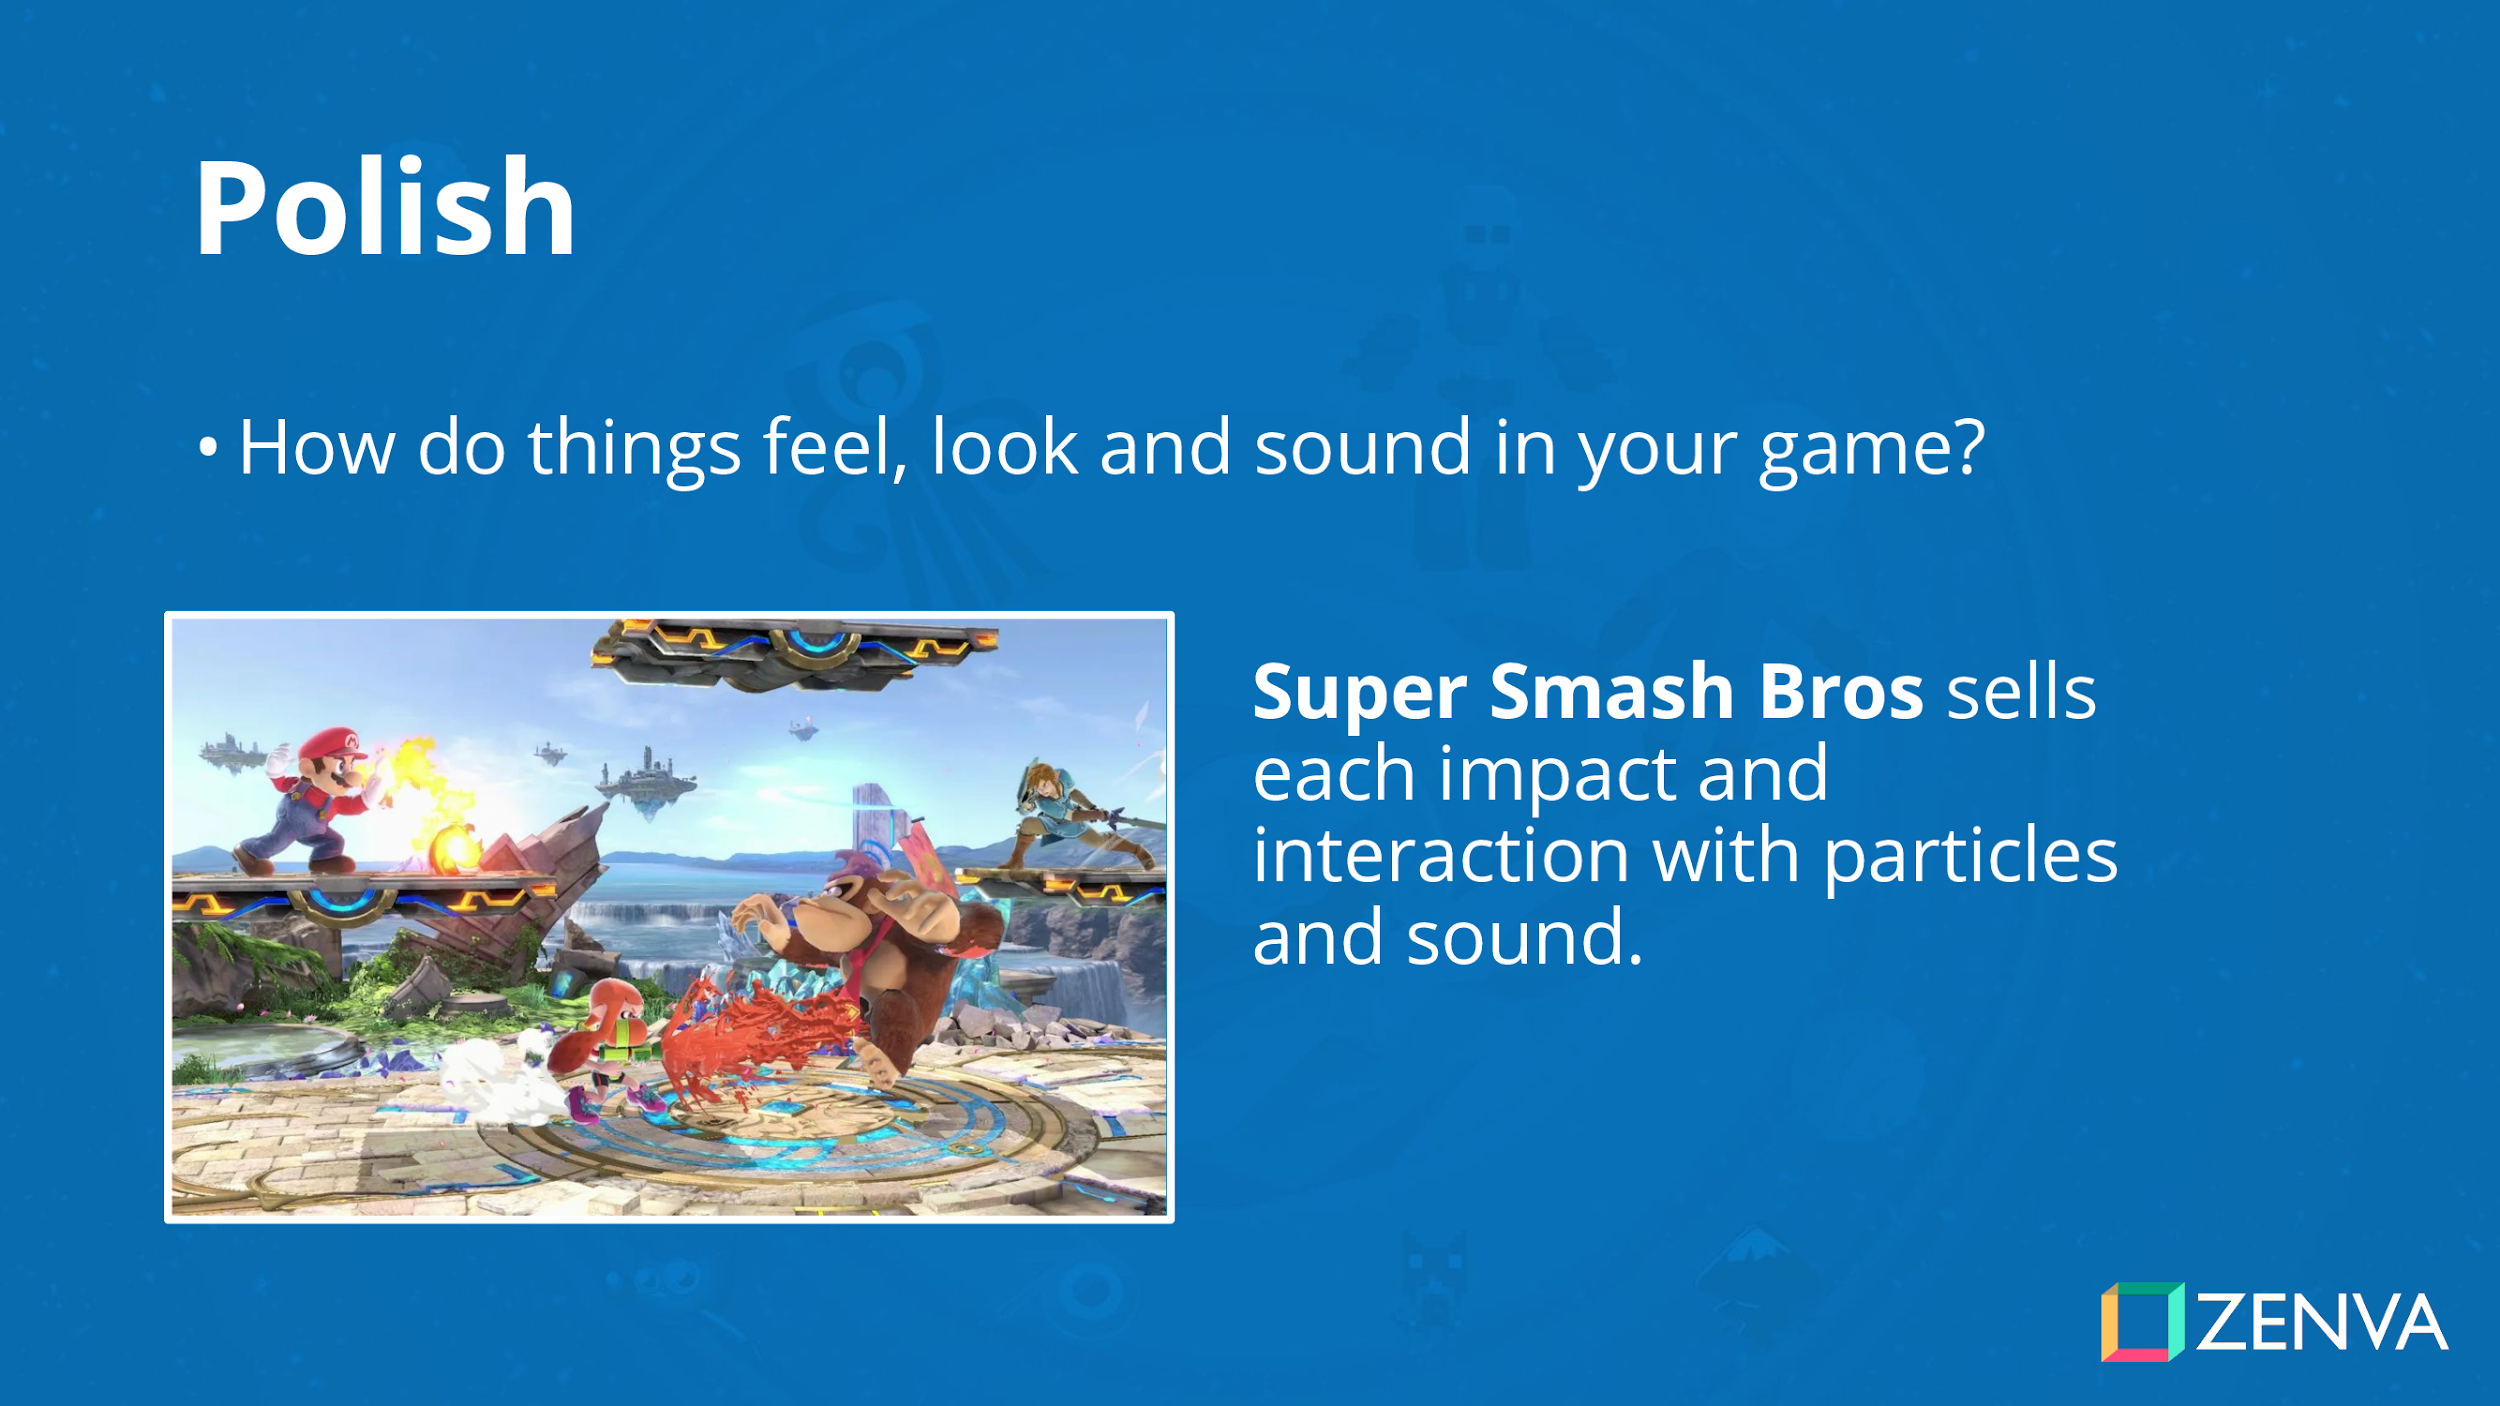 Polish
• How do things feel, look and sound in your game?
Super Smash Bros sells
each impact and
interaction with particles
and sound.
ZENVA